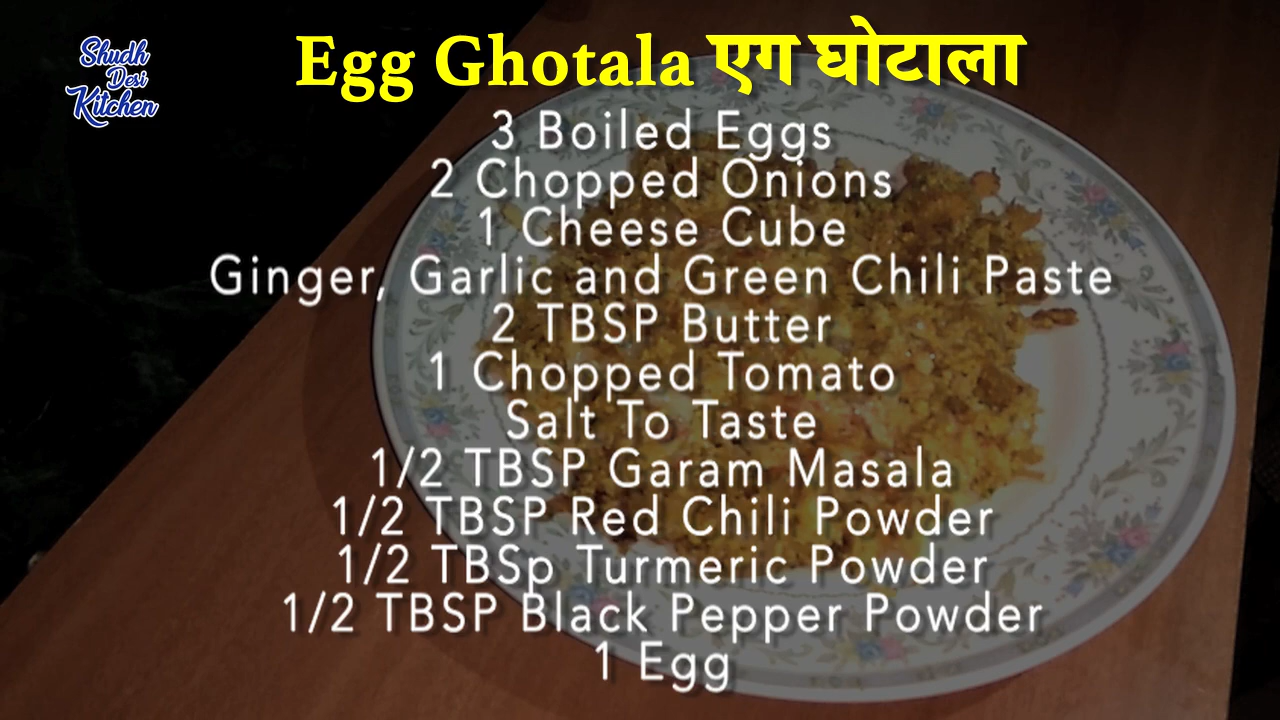 Shudh
Desi
Kitchen
Egg Ghotala एग घोटाला
3 Boiled Eggs
2 Chopped Onions
1 Cheese Cube
Ginger, Garlic and Green Chili Paste
2 TBSP Butter
1 Chopped Tomato
Salt To Taste
1/2 TBSP Garam Masala
1/2 TBSP Red Chili Powder
1/2 TBSp Turmeric Powder
1/2 TBSP Black Pepper Powder
1 Egg